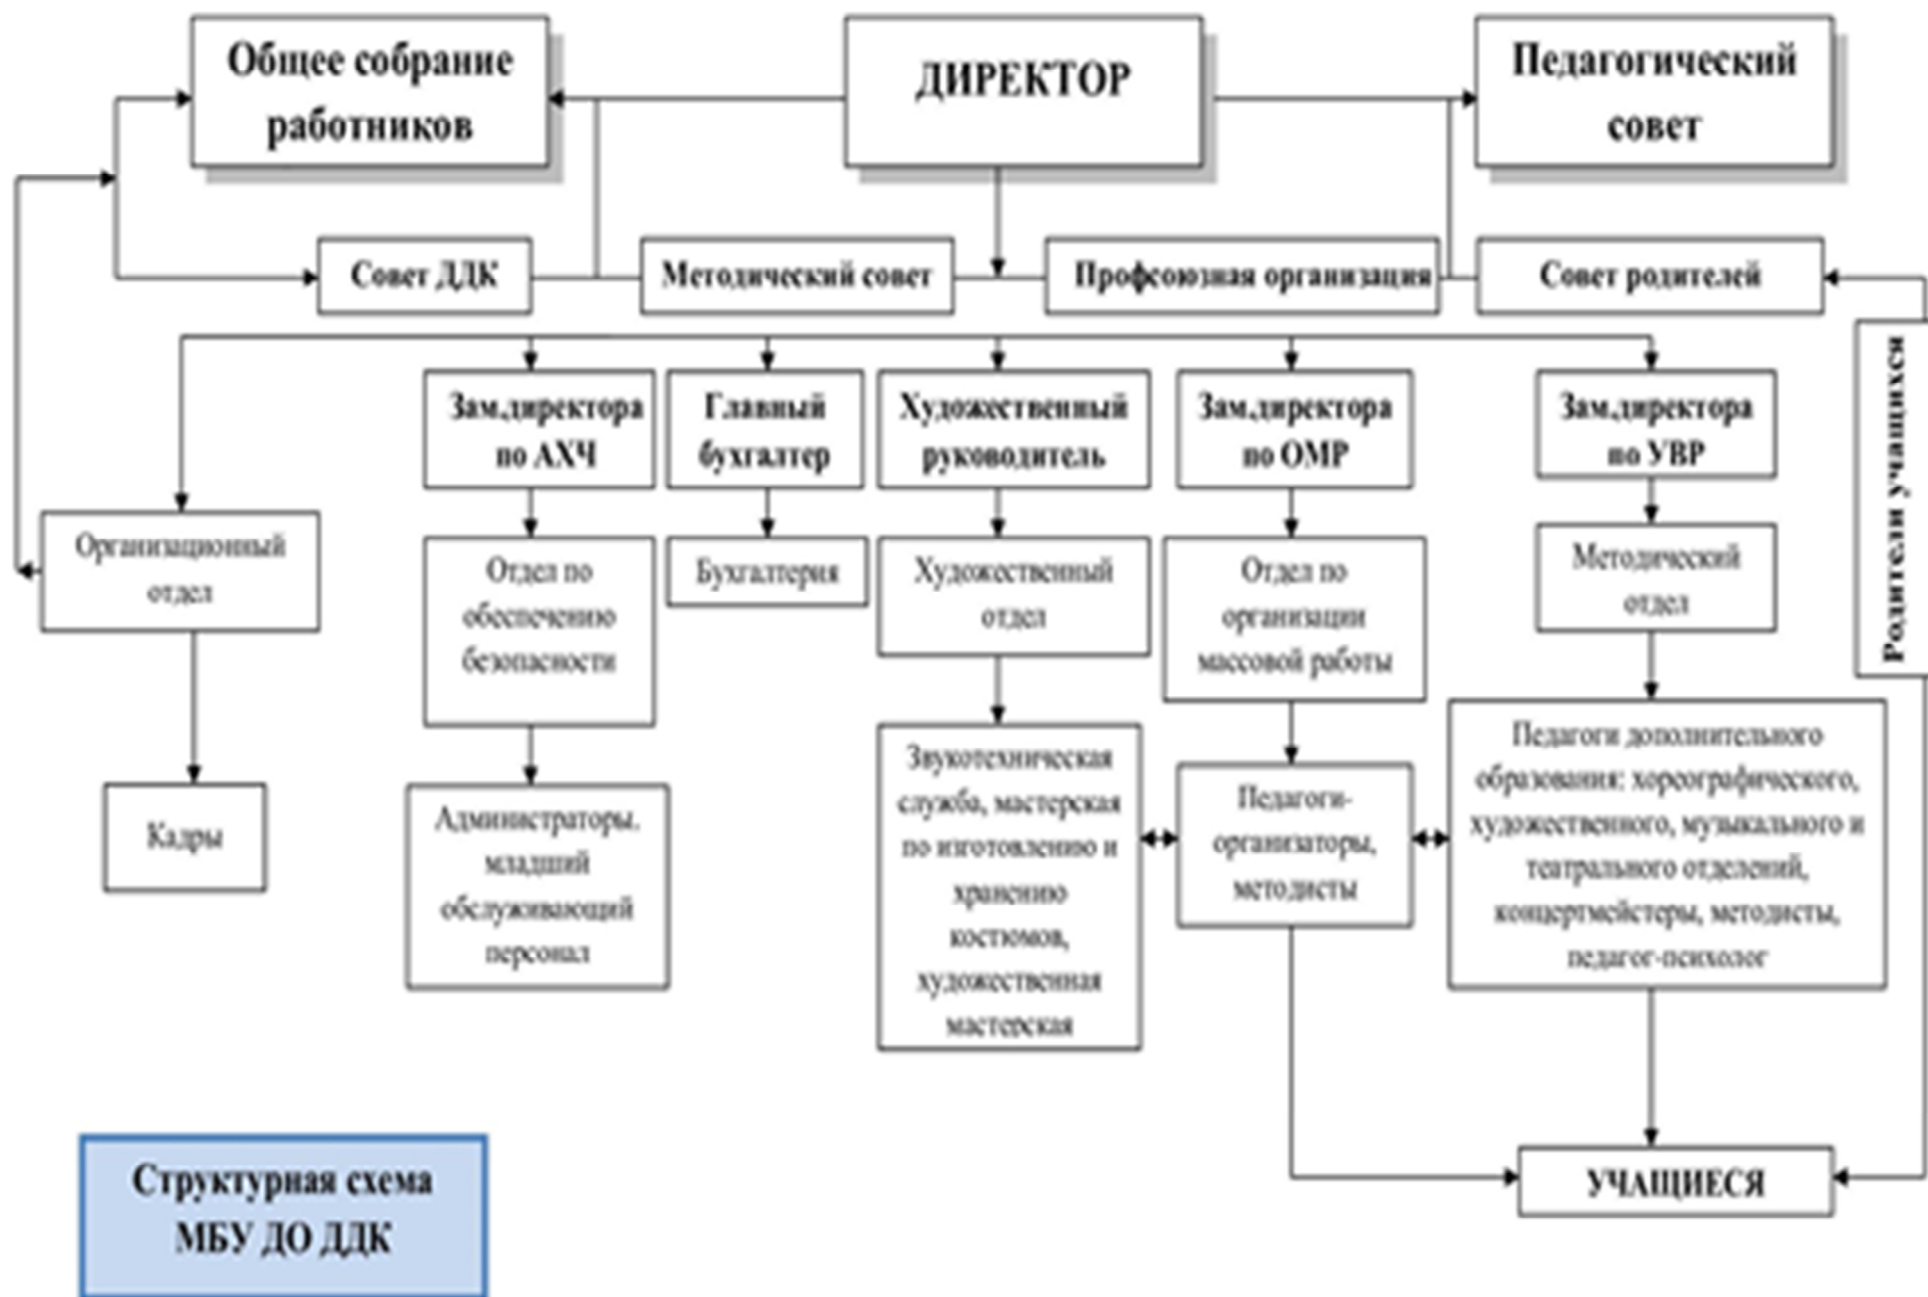 Общее собрание
работников
ДИРЕКТОР
Педагогический
совет
Совет ДДК
Методический совет
Профсоюзная организация
Совет родителей
Родители учащихся
Зам.директора
по АХЧ
Главный
бухгалтер
Художественный
руководитель
Зам.директора
по ОМР
Зам.директора
по УВР
Организационный
отдел
Отдел по
обеспечению
безопасности
Бухгалтерия
Художественный
отдел
Отдел по
организации
массовой работы
Методический
отдел
Кадры
Администраторы.
младший
обслуживающий
персонал
Звукотехническая
служба, мастерская
по изготовлению и
хранению
костюмов,
художественная
мастерская
Педагоги-
организаторы,
методисты
Педагоги дополнительного
образования: хореографического,
художественного, музыкального и
театрального отделений,
концертмейстеры, методисты,
педагог-психолог
УЧАЩИЕСЯ
Структурная схема
МБУ ДО ДДК